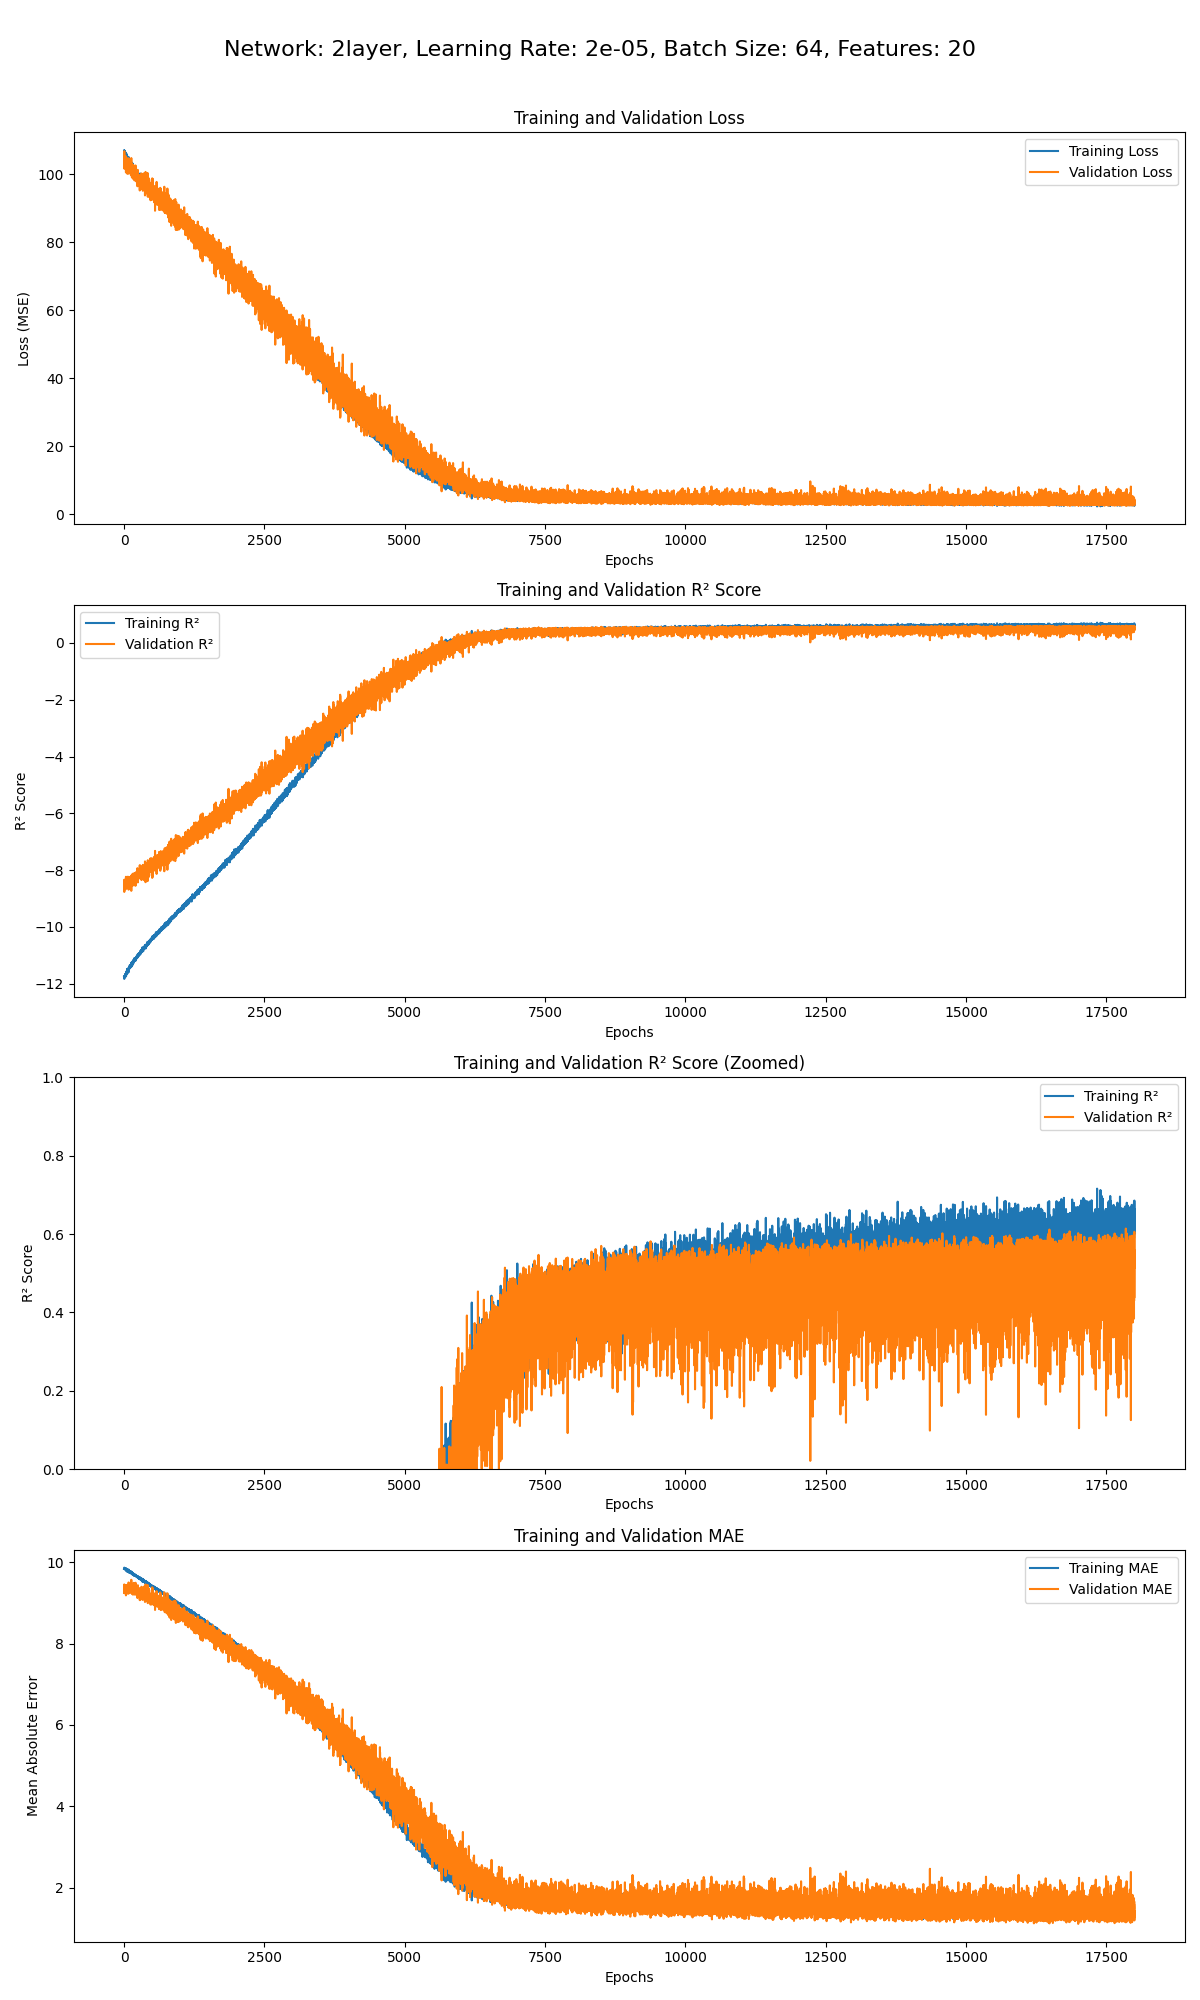 Network: 2layer, Learning Rate: 2e-05, Batch Size: 64, Features: 20
Training and Validation Loss
Training Loss
Validation Loss
100
80
60
40
20
0
Loss (MSE)
0 2500 5000 7500 10000 12500 15000 17500
Epochs
Training and Validation R² Score
Training R²
Validation R²
0
−2
−4
−6
−8
−10
−12
R² Score
0 2500 5000 7500 10000 12500 15000 17500
Epochs
Training and Validation R² Score (Zoomed)
Training R²
Validation R²
1.0
0.8
0.6
0.4
0.2
0.0
R² Score
0 2500 5000 7500 10000 12500 15000 17500
Epochs
Training and Validation MAE
Training MAE
Validation MAE
10
8
6
4
2
Mean Absolute Error
0 2500 5000 7500 10000 12500 15000 17500
Epochs